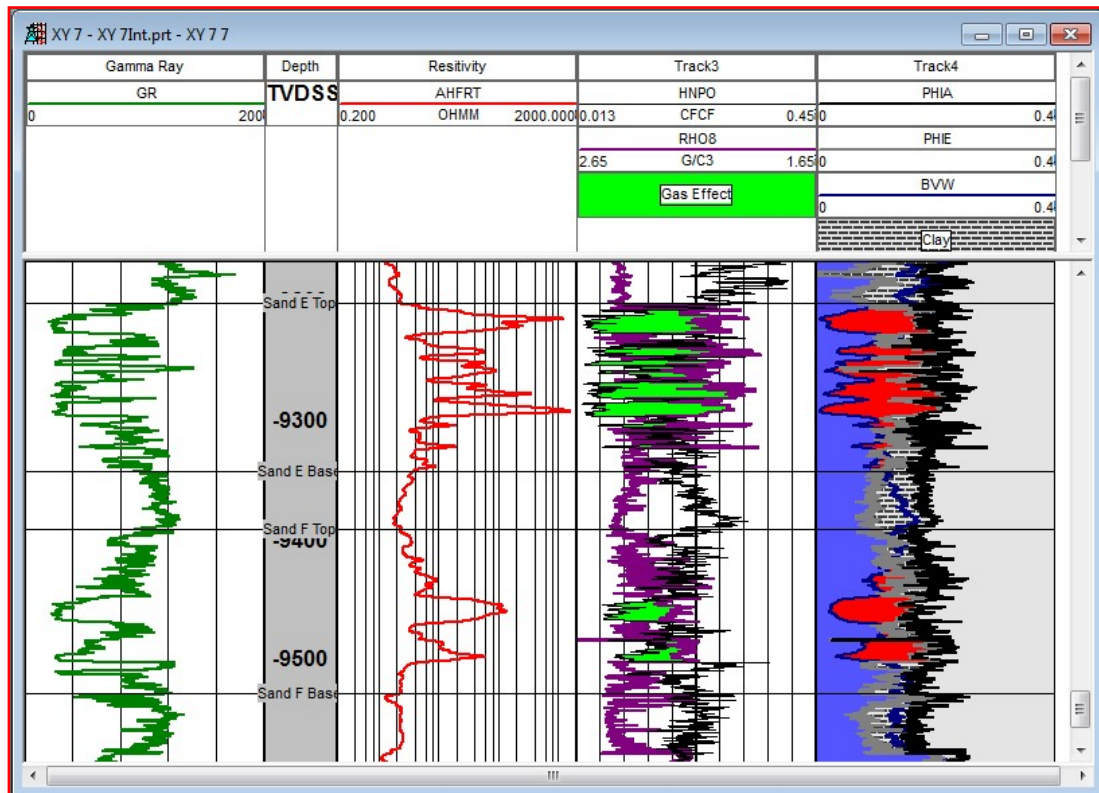 XY 7 - XY 7Int.prt - XY 7 7
Gamma Ray Depth Resitivity Track3 Track4
GR TVDSS AHFRT HNPO PHIA
0 200 0.200 OHMM 2000.000 0.013 CFCF 0.45 0 0.4
RHO8 PHIE
2.65 G/C3 1.65 0 0.4
Gas Effect BVW
0 0.4
Clay
Sand E Top
-9300
Sand E Base
Sand F Top
-9400
-9500
Sand F Base